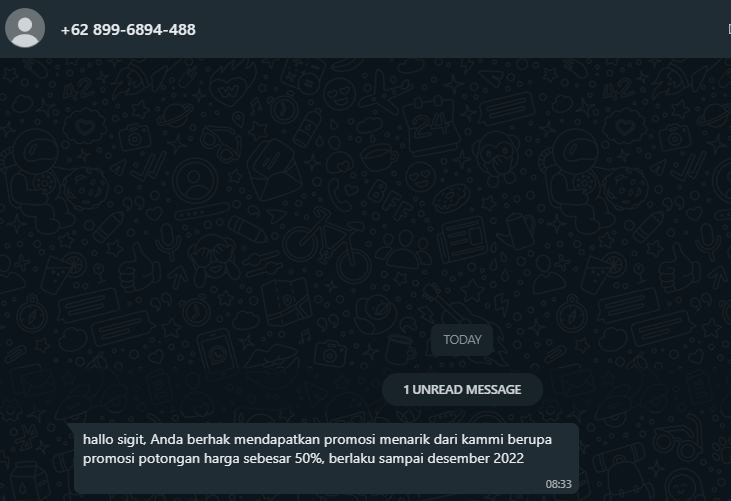 +62 899-6894-488
TODAY
1 UNREAD MESSAGE
hallo sigit, Anda berhak mendapatkan promosi menarik dari kammi berupa
promosi potongan harga sebesar 50%, berlaku sampai desember 2022
08:33